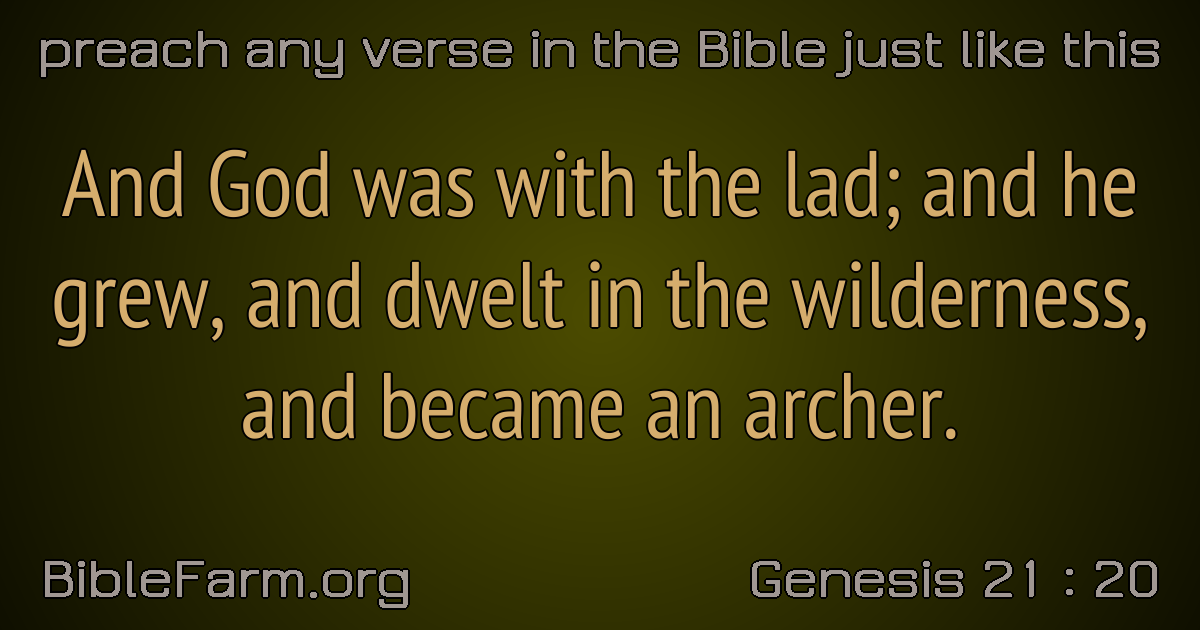 preach any verse in the Bible just like this
And God was with the lad; and he
grew, and dwelt in the wilderness,
and became an archer.
BibleFarm.org
Genesis 21 : 20